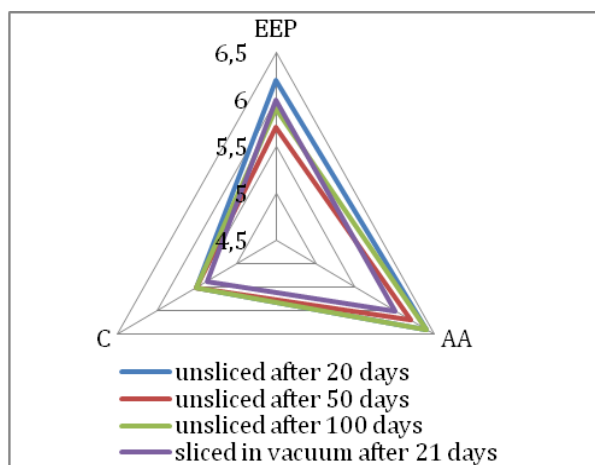 EEP
6,5
6
5,5
5
4,5
C
AA
unsliced after 20 days
unsliced after 50 days
unsliced after 100 days
sliced in vacuum after 21 days